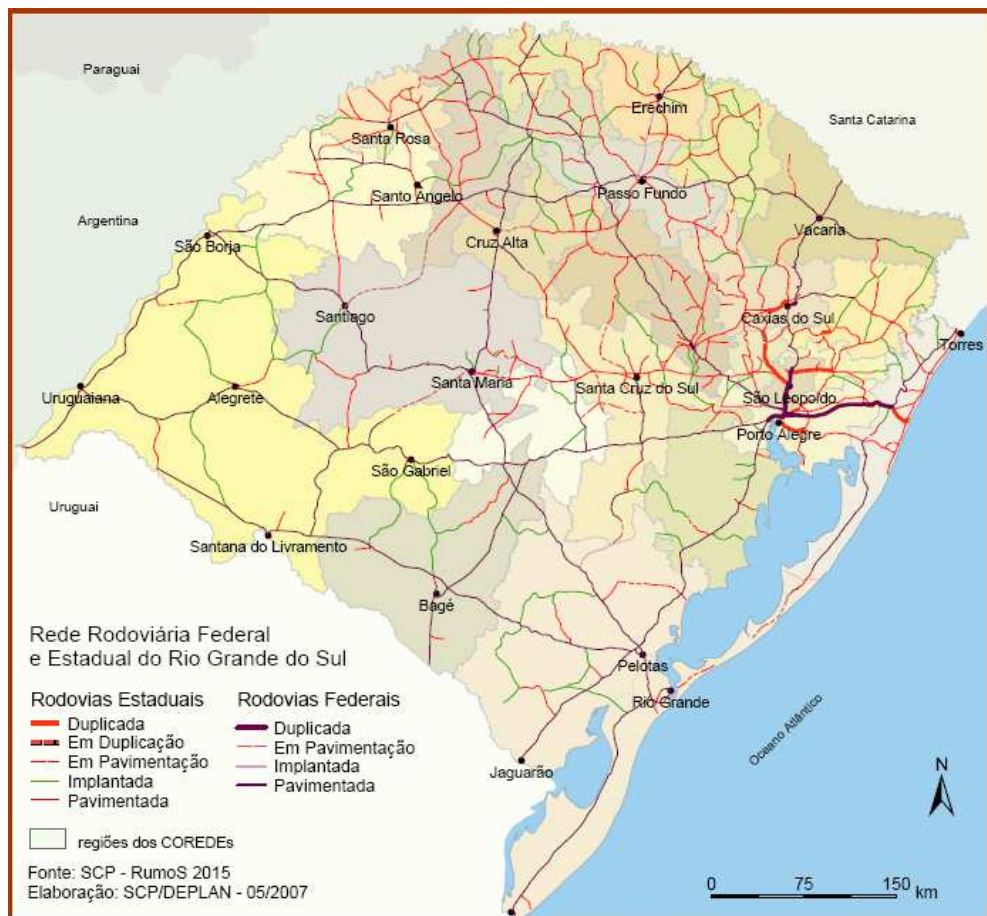 Paraguai
Santa Catarina
Erechim
Santa Rosa
Santo Angelo
Passo Fundo
Argentina
Vacaria
São Borja
Cruz Alta
Santiago
Caxias do Sul
Torres
Uruguaiana
Alegrete
Santa Maria
Santa Cruz do Sul
São Leopoldo
Porto Alegre
São Gabriel
Uruguai
Santana do Livramento
Bagé
Pelotas
Rio Grande
Jaguarão
Oceano Atlântico
Rede Rodoviária Federal
e Estadual do Rio Grande do Sul
Rodovias Estaduais
Duplicada
Em Duplicação
Em Pavimentação
Implantada
Pavimentada
Rodovias Federais
Duplicada
Em Pavimentação
Implantada
Pavimentada
regiões dos COREDEs
Fonte: SCP - RumoS 2015
Elaboração: SCP/DEPLAN - 05/2007
N
0 75 150 km